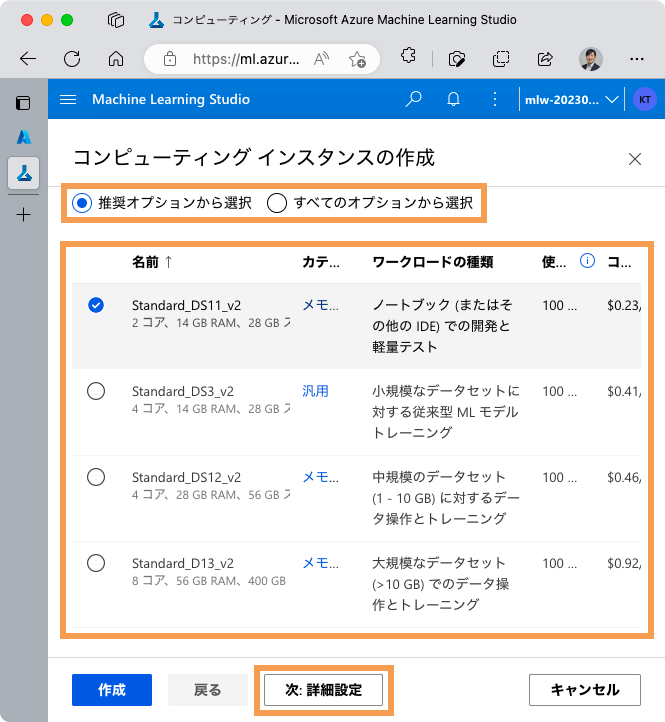 コンピューティング - Microsoft Azure Machine Learning Studio
https://ml.azur...
Machine Learning Studio
mlw-20230...
KT
コンピューティング インスタンスの作成
推奨オプションから選択
すべてのオプションから選択
名前 ↑ カテ... ワークロードの種類 使... コ...
Standard_DS11_v2 メモ... ノートブック (またはそ 100 ... $0.23/
2 コア、14 GB RAM、28 GB ス の他の IDE) での開発と
軽量テスト
Standard_DS3_v2 汎用 小規模なデータセットに 100 ... $0.41/
4 コア、14 GB RAM、28 GB ス 対する従来型 ML モデル
トレーニング
Standard_DS12_v2 メモ... 中規模のデータセット 100 ... $0.46/
4 コア、28 GB RAM、56 GB ス (1 - 10 GB) に対するデー
タ操作とトレーニング
Standard_D13_v2 メモ... 大規模なデータセット 100 ... $0.92/
8 コア、56 GB RAM、400 GB (>10 GB) でのデータ操
作とトレーニング
作成 戻る 次: 詳細設定 キャンセル